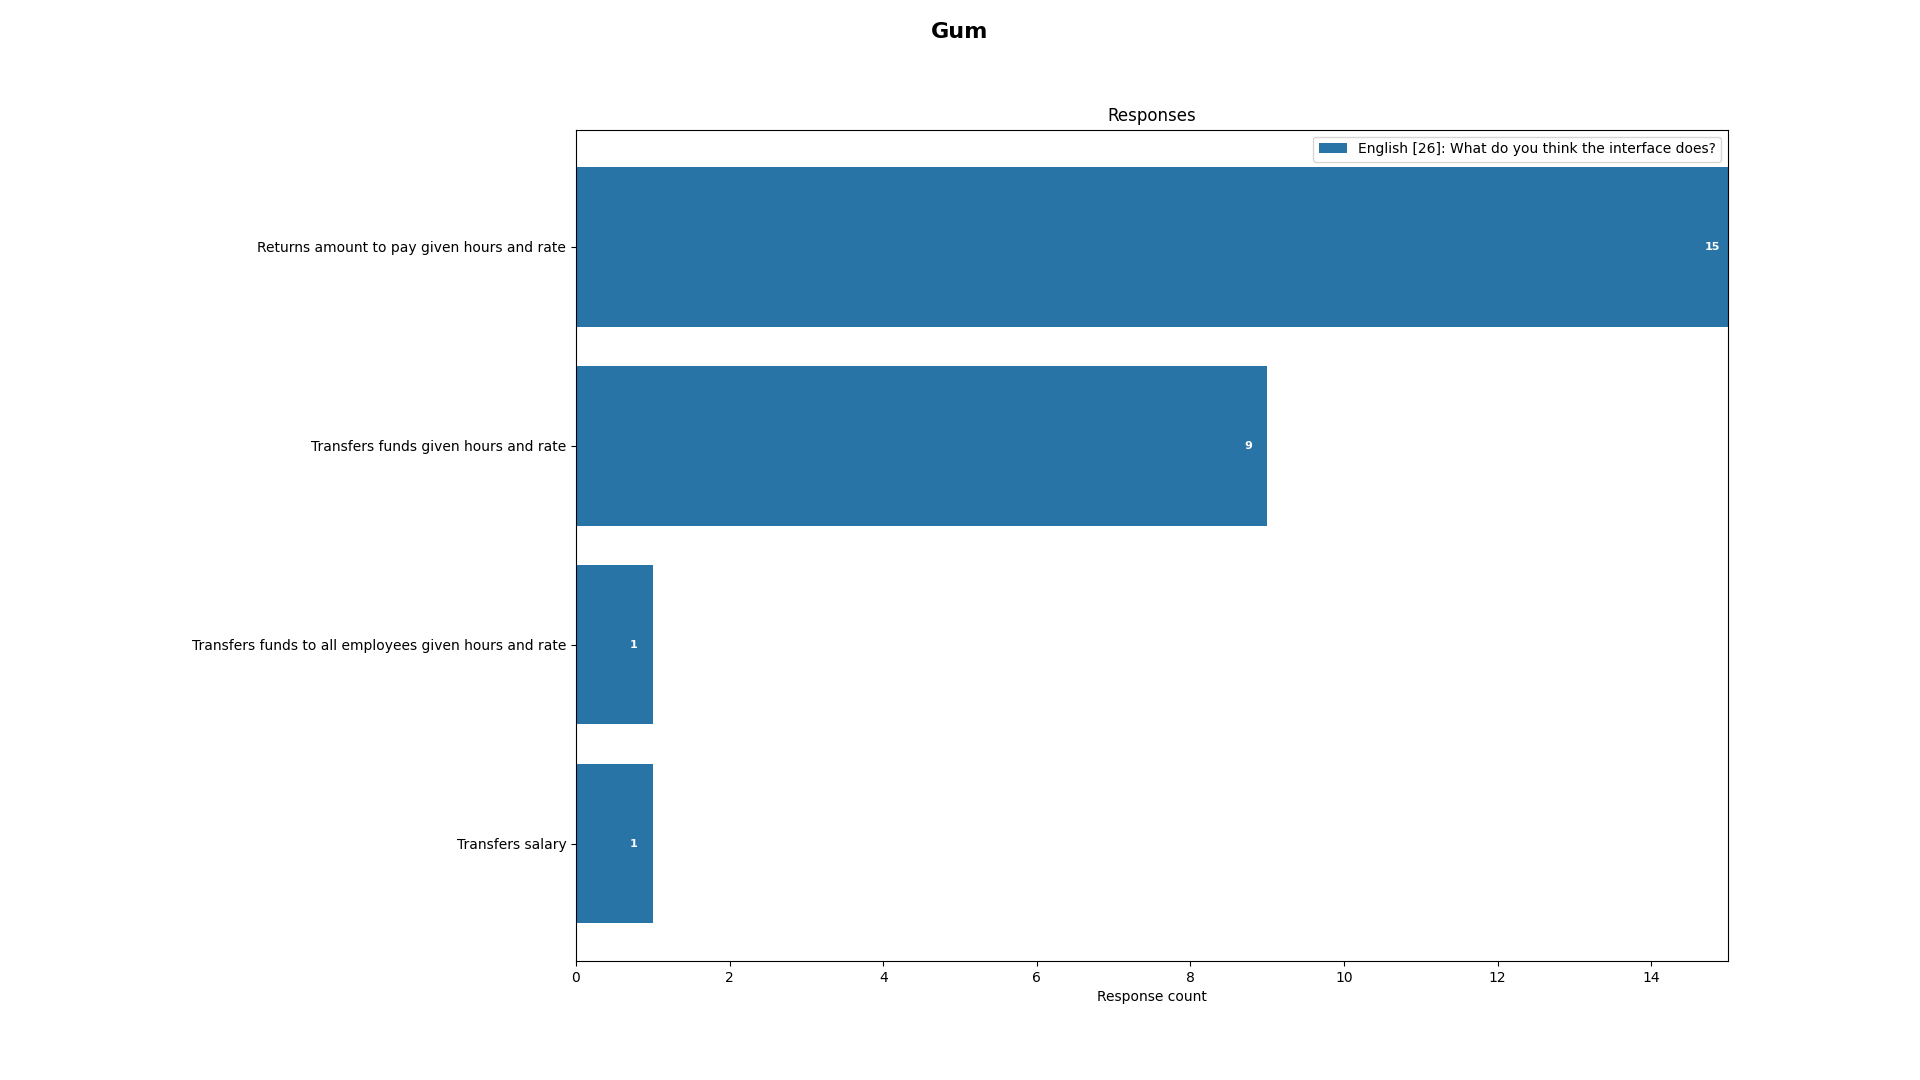 Gum
Responses
English [26]: What do you think the interface does?
Returns amount to pay given hours and rate
15
Transfers funds given hours and rate
9
Transfers funds to all employees given hours and rate
1
Transfers salary
1
0 2 4 6 8 10 12 14
Response count